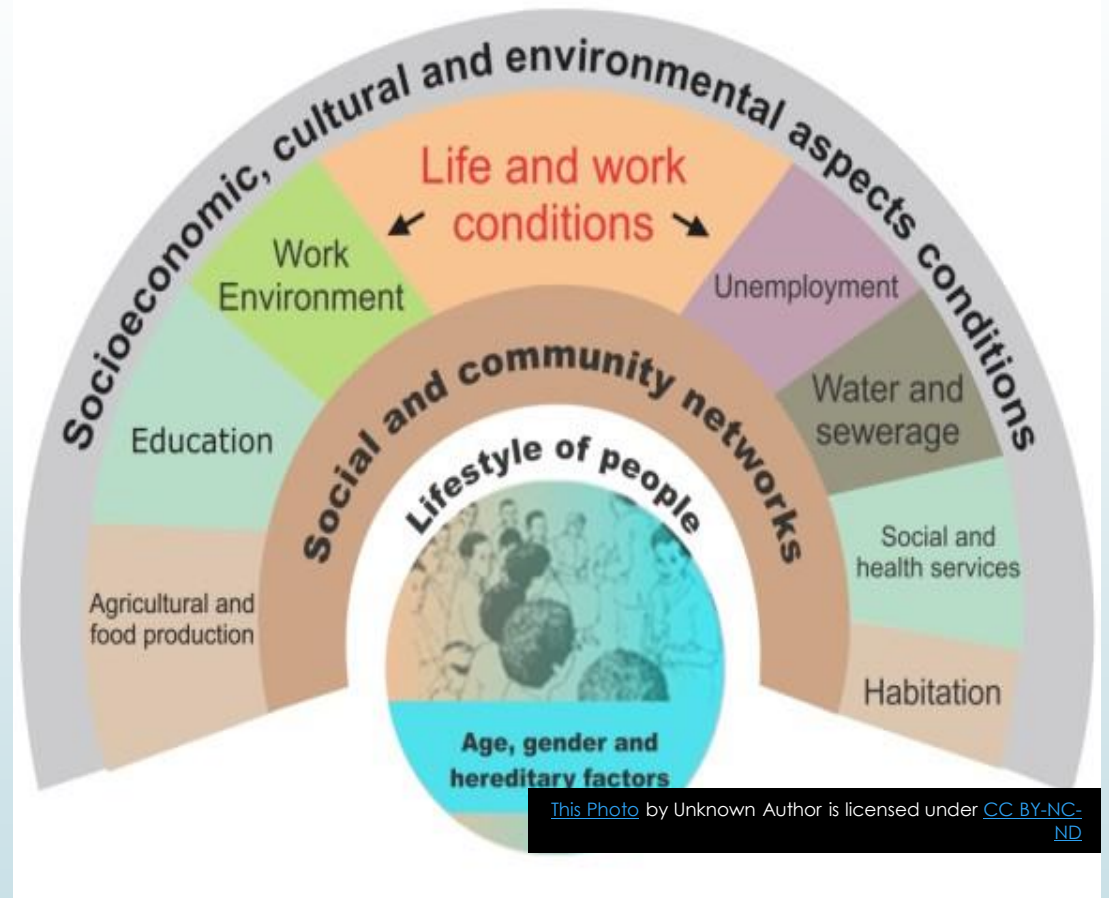 Socioeconomic, cultural and environmental aspects conditions
Life and work
conditions
Work
Environment
Unemployment
Education
Water and
sewerage
Social and community networks
Lifestyle of people
Social and
health services
Agricultural and
food production
Habitation
Age, gender and
hereditary factors
This Photo by Unknown Author is licensed under CC BY-NC-
ND